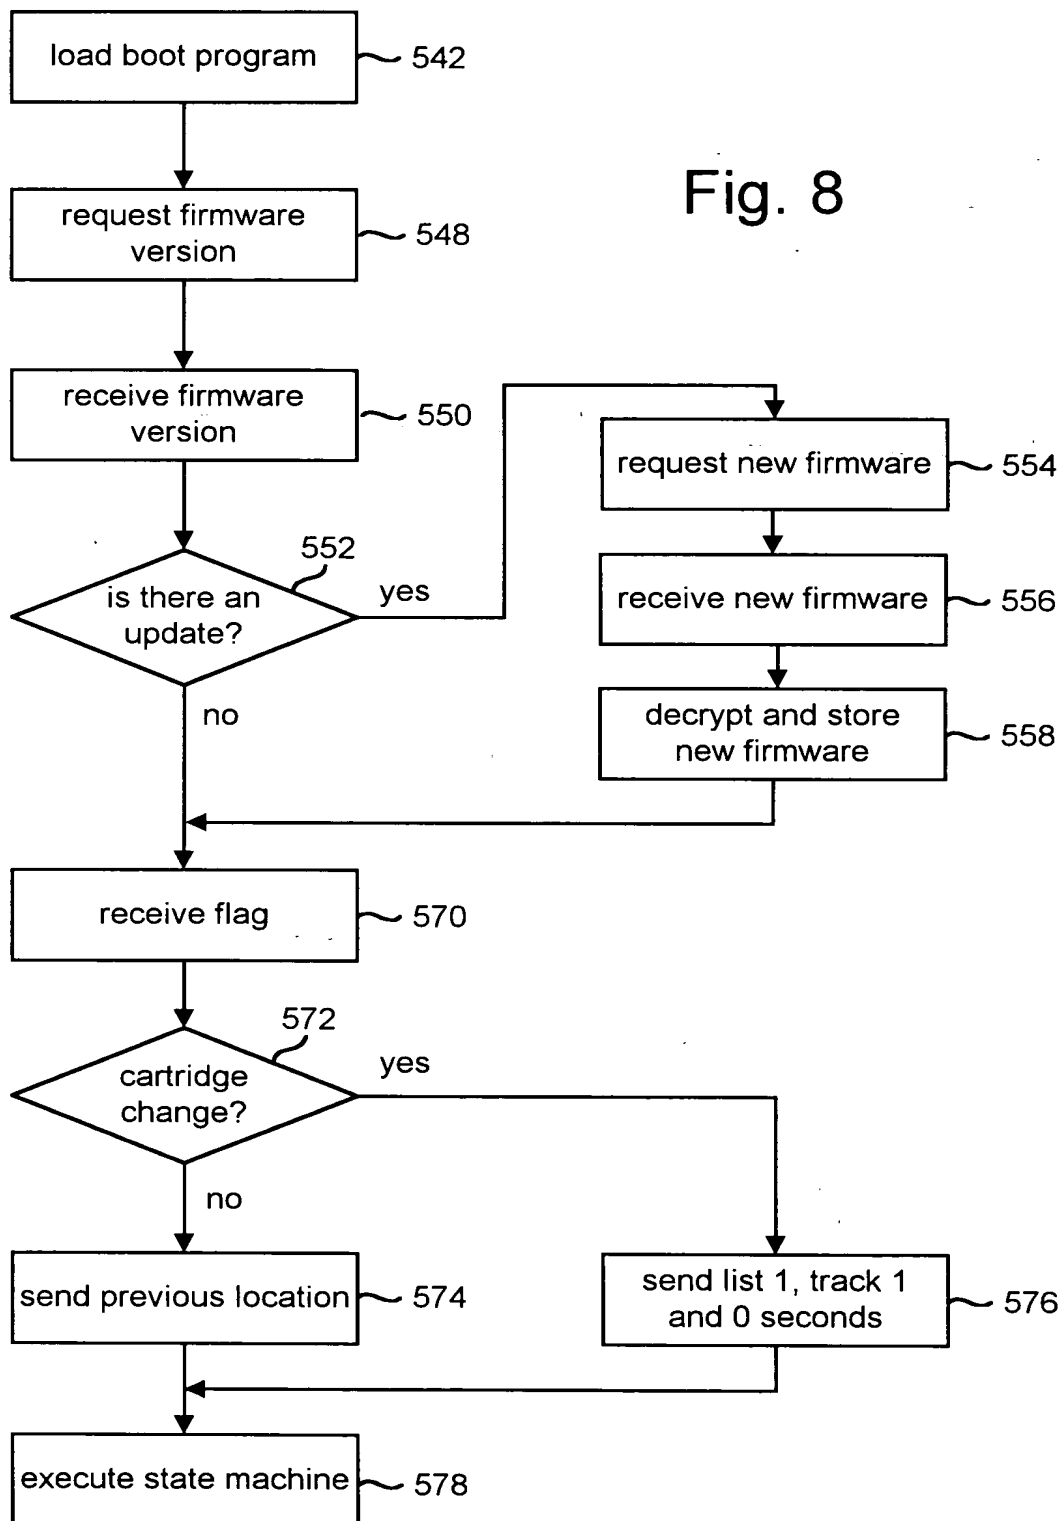 load boot program
542
Fig. 8
request firmware
version
548
receive firmware
version
550
request new firmware
554
552
is there an
update?
yes
receive new firmware
556
no
decrypt and store
new firmware
558
receive flag
570
572
cartridge
change?
yes
no
send previous location
574
send list 1, track 1
and 0 seconds
576
execute state machine
578